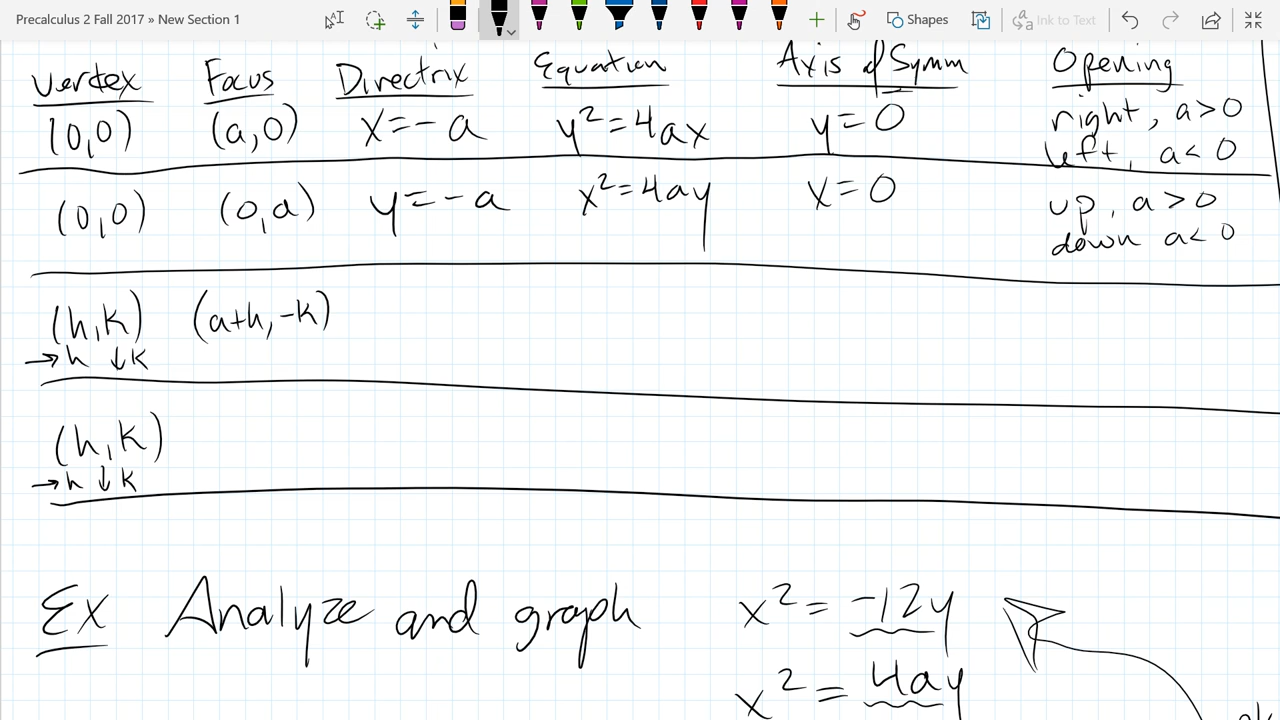 Precalculus 2 Fall 2017 » New Section 1
Shapes
Ink to Text
Vertex Focus Directrix Equation Axis of Symm Opening
(0,0) (a,0) x=-a y²=4ax y=0 right, a>0
left, a<0
(0,0) (0,a) y=-a x²=4ay x=0 up, a>0
down a<0
(h,k) (a+h,-k)
→h ↓k
(h,k)
→h ↓k
Ex Analyze and graph x²=-12y
x²=4ay